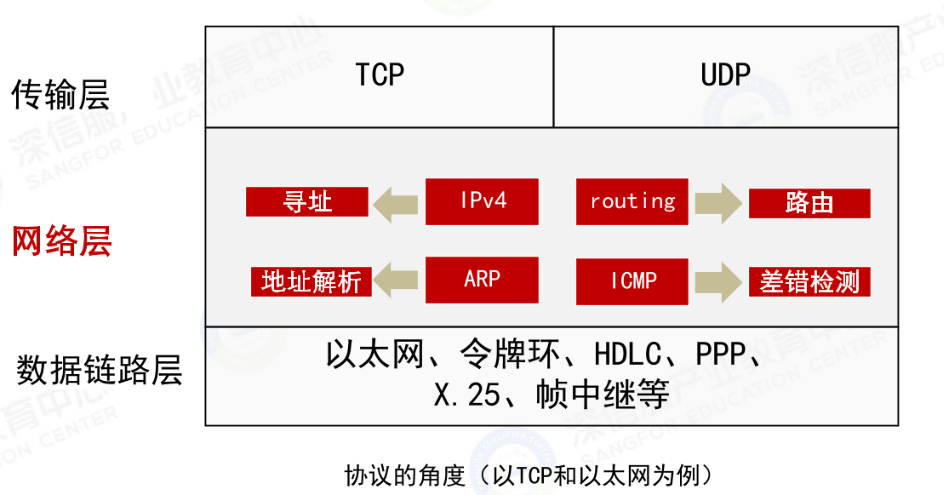 TCP UDP
传输层
寻址 IPv4 routing 路由
网络层
地址解析 ARP ICMP 差错检测
以太网、令牌环、HDLC、PPP、
数据链路层
X.25、帧中继等
协议的角度（以TCP和以太网为例）
深信服产业教育中心
SANGFOR EDUCATION CENTER